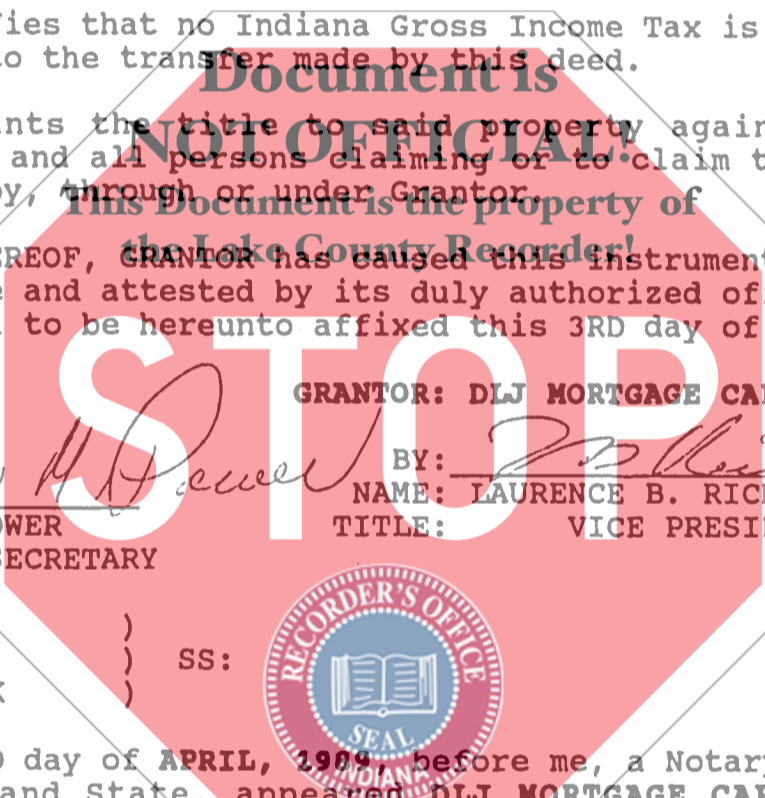 fies that no Indiana Gross Income Tax is
to the transfer made by this deed.
Document is
nts the title to said property again
NOT OFFICIAL!
and all persons claiming or to claim t
by, through or under Grantor.
This Document is the property of
the Lake County Recorder!
REOF, GRANTOR has caused this instrument
e and attested by its duly authorized of
to be hereunto affixed this 3RD day of
STOP
GRANTOR: DLJ MORTGAGE CA
BY:
NAME: LAURENCE B. RIC
OWER
TITLE: VICE PRESI
SECRETARY
)
) SS:
)
K
RECORDER'S OFFICE
SEAL
INDIANA
D day of APRIL, 1989, before me, a Notary
and State, appeared DLJ MORTGAGE CA